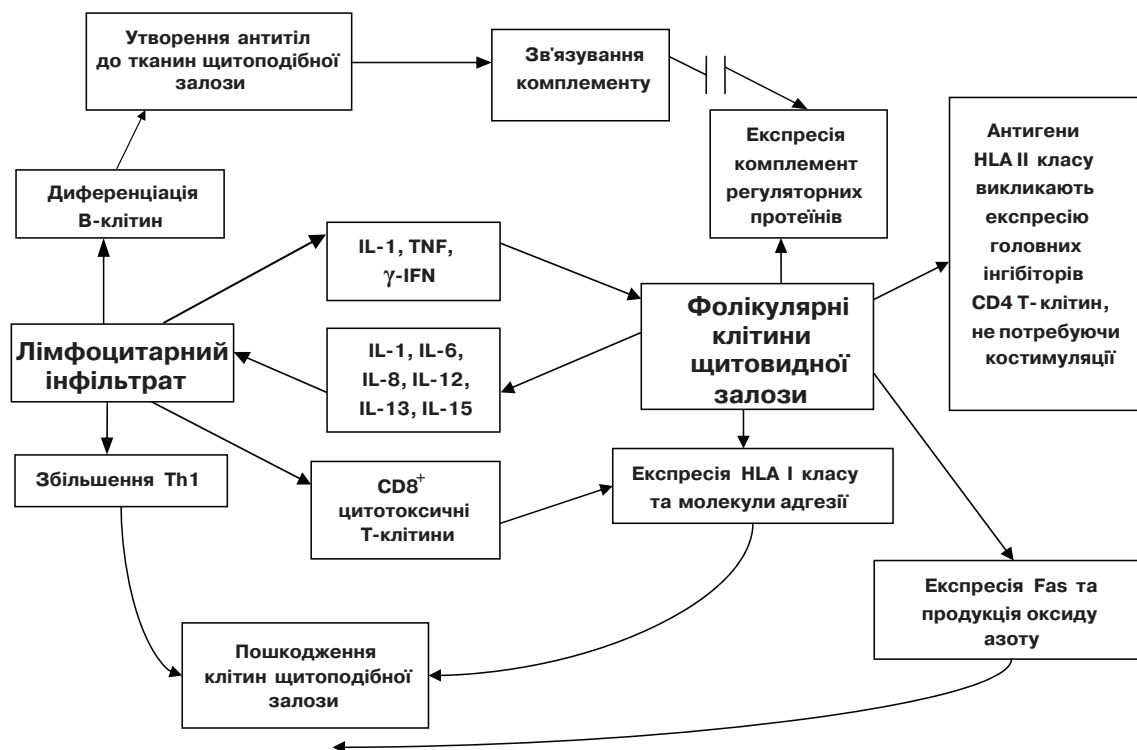 Утворення антитіл
до тканин щитоподібної
залози
Зв'язування
комплементу
Експресія
комплемент
регуляторних
протеїнів
Антигени
HLA II класу
викликають
експресію
головних
інгібіторів
CD4 Т-клітин,
не потребуючи
костимуляції
Диференціація
В-клітин
IL-1, TNF,
γ-IFN
Лімфоцитарний
інфільтрат
IL-1, IL-6,
IL-8, IL-12,
IL-13, IL-15
Фолікулярні
клітини
щитовидної
залози
Збільшення Th1
CD8+
цитотоксичні
Т-клітини
Експресія HLA I класу
та молекули адгезії
Експресія Fas та
продукція оксиду
азоту
Пошкодження
клітин щитоподібної
залози